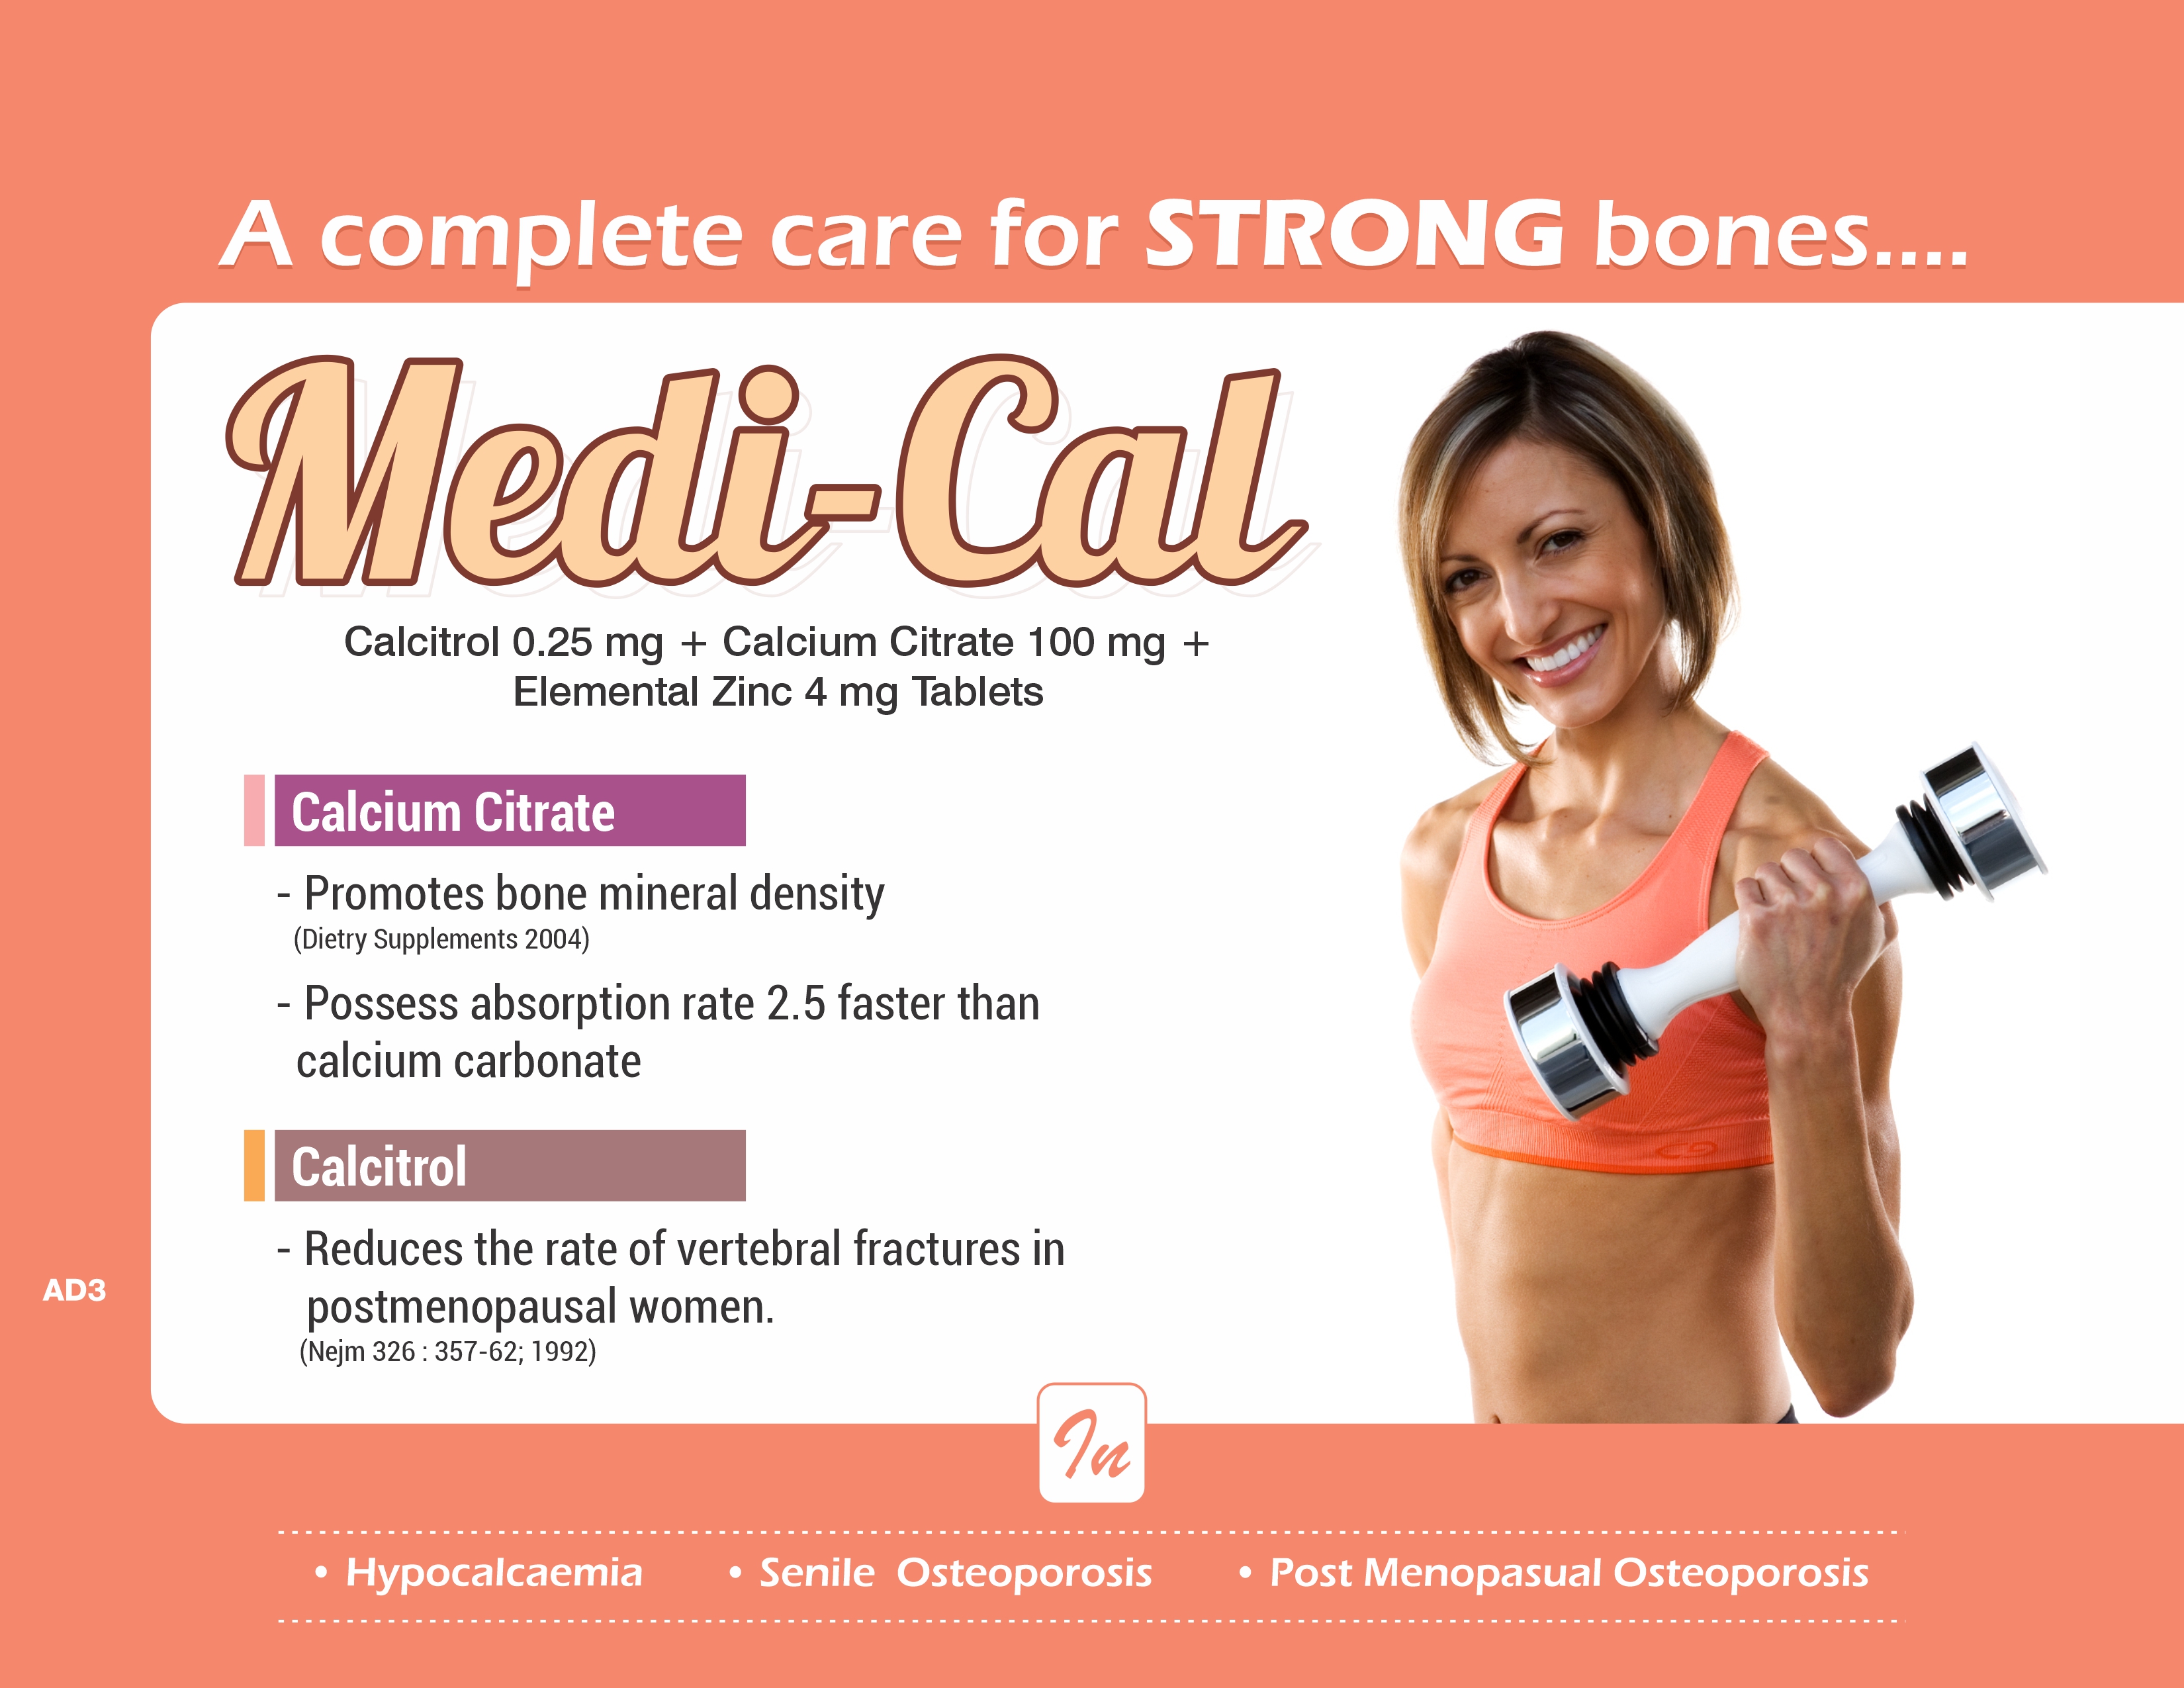 A complete care for STRONG bones....
Medi-Cal
Calcitrol 0.25 mg + Calcium Citrate 100 mg +
Elemental Zinc 4 mg Tablets
Calcium Citrate
- Promotes bone mineral density
(Dietry Supplements 2004)
- Possess absorption rate 2.5 faster than
calcium carbonate
Calcitrol
- Reduces the rate of vertebral fractures in
postmenopausal women.
(Nejm 326 : 357-62; 1992)
AD3
In
• Hypocalcaemia • Senile Osteoporosis • Post Menopasual Osteoporosis